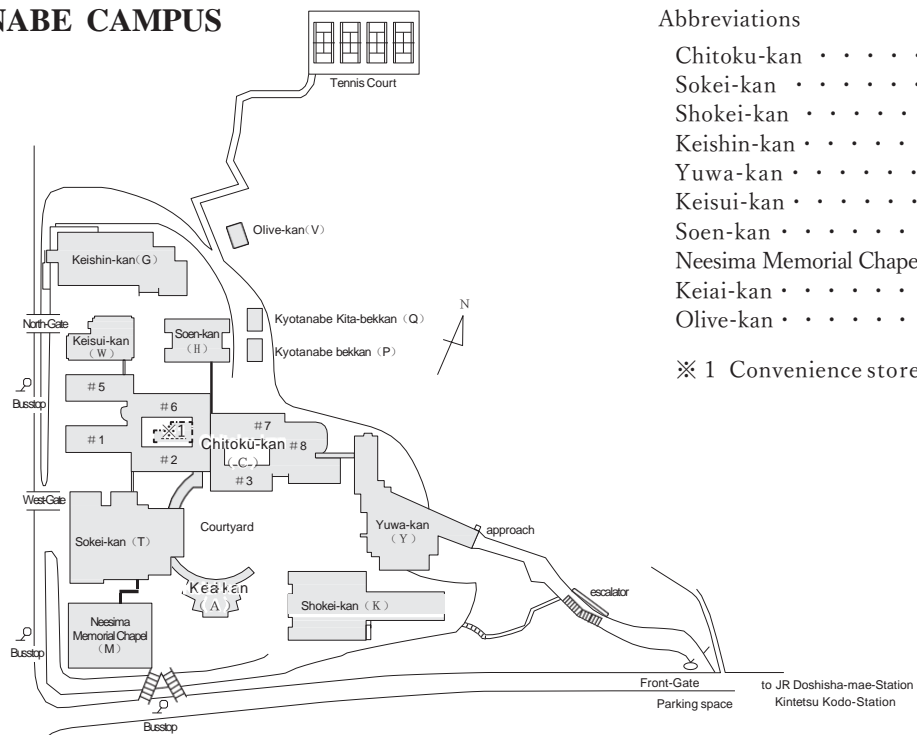 NABE CAMPUS
Tennis Court
Olive-kan（V）
Keishin-kan（G）
North-Gate
Keisui-kan
（W）
Soen-kan
（H）
Kyotanabe Kita-bekkan（Q）
Kyotanabe bekkan（P）
N
Busstop
＃5
＃6
※1
＃1
＃2
＃7
Chitoku-kan
＃8
（C）
＃3
West-Gate
Sokei-kan（T）
Courtyard
Yuwa-kan
（Y）
approach
Keiai-kan
（A）
Shokei-kan（K）
escalator
Neesima
Memorial Chapel
（M）
Busstop
Busstop
Front-Gate
Parking space
to JR Doshisha-mae-Station
Kintetsu Kodo-Station
Abbreviations
Chitoku-kan ・・・・・
Sokei-kan ・・・・・・
Shokei-kan ・・・・・
Keishin-kan・・・・・
Yuwa-kan・・・・・・
Keisui-kan・・・・・・
Soen-kan・・・・・・
Neesima Memorial Chape
Keiai-kan・・・・・・
Olive-kan・・・・・・
※1 Convenience store